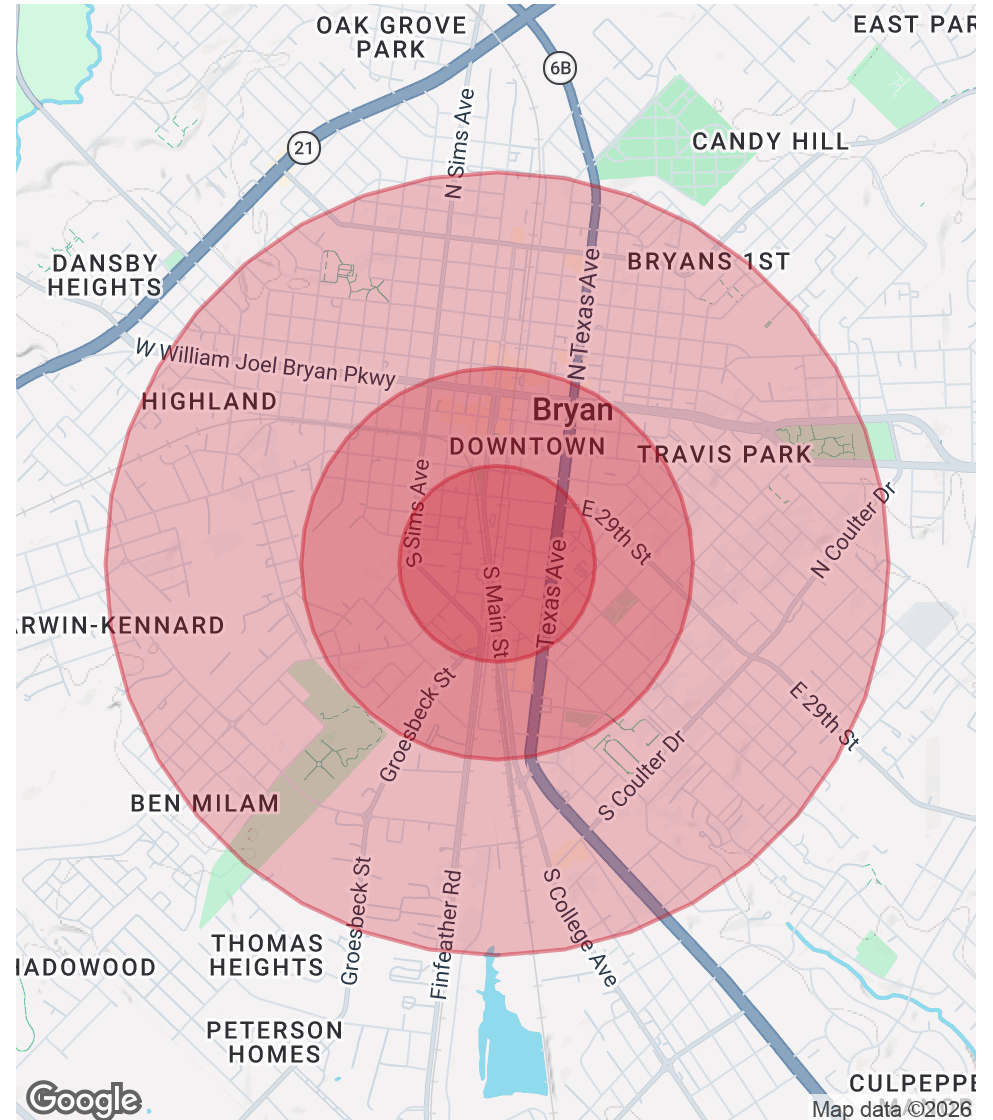 OAK GROVE
PARK
EAST PAR
6B
N Sims Ave
CANDY HILL
21
DANSBY
HEIGHTS
BRYANS 1ST
N Texas Ave
W William Joel Bryan Pkwy
HIGHLAND
Bryan
DOWNTOWN
TRAVIS PARK
S Sims Ave
E 29th St
N Coulter Dr
Texas Ave
S Main St
RWIN-KENNARD
Groesbeck St
E 29th St
S Coulter Dr
BEN MILAM
Groesbeck St
Finfeather Rd
S College Ave
THOMAS
HEIGHTS
HADOWOOD
PETERSON
HOMES
CULPEPPE
MANOR
Google
Map data ©2026